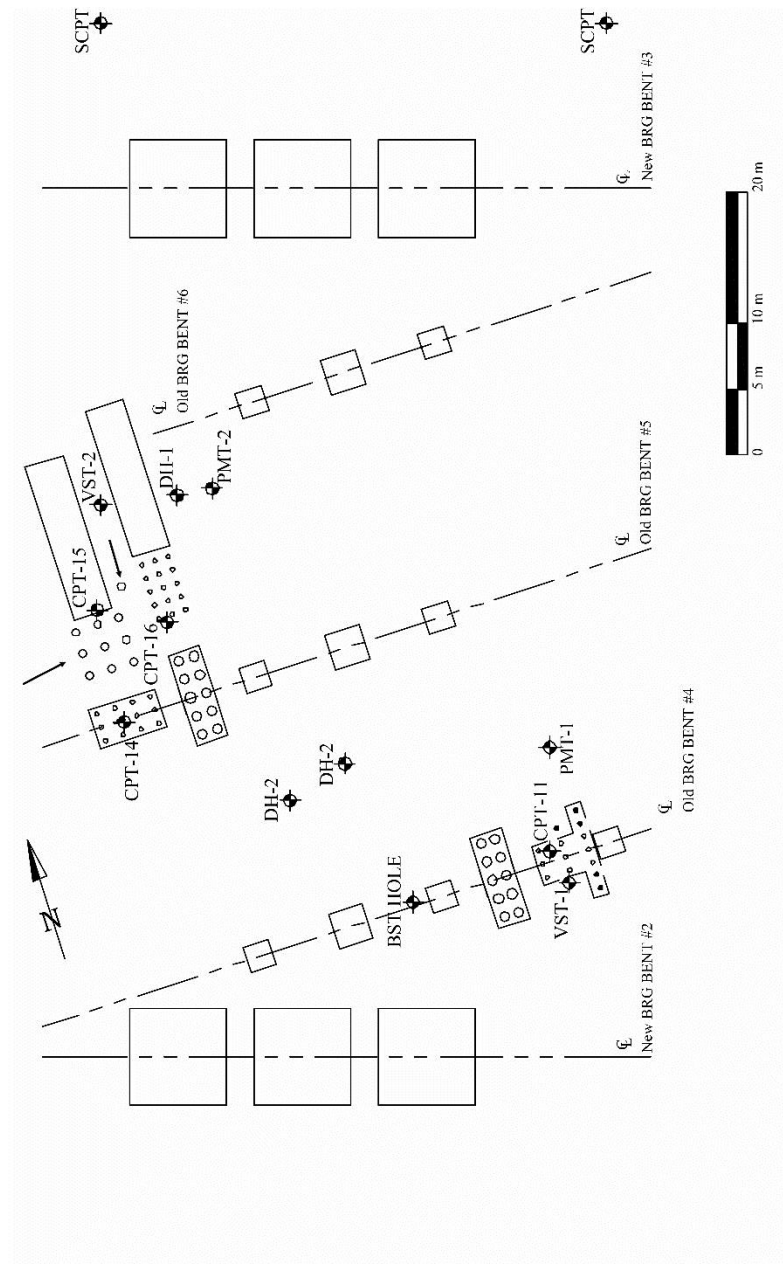 SCPT
SCPT
℄
New BRG BENT #3
℄
Old BRG BENT #6
20 m
10 m
5 m
0
VST-2
DH-1
PMT-2
℄
Old BRG BENT #5
CPT-15
CPT-16
CPT-14
DH-2
DH-2
PMT-1
℄
Old BRG BENT #4
CPT-11
VST-1
BST HOLE
N
℄
New BRG BENT #2